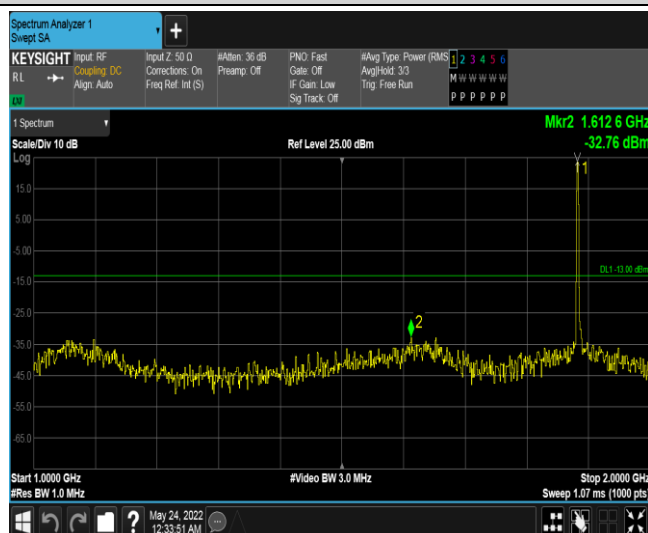 Spectrum Analyzer 1
Swept SA
+
KEYSIGHT Input: RF Input Z: 50 Ω #Atten: 36 dB PNO: Fast #Avg Type: Power (RMS 1 2 3 4 5 6
RL Coupling: DC Corrections: On Preamp: Off Gate: Off Avg|Hold: 3/3 M W W W W W
Align: Auto Freq Ref: Int (S) IF Gain: Low Trig: Free Run P P P P P P
Sig Track: Off
LXI
1 Spectrum Mkr2 1.612 6 GHz
Scale/Div 10 dB Ref Level 25.00 dBm -32.76 dBm
Log
1
15.0
5.00
-5.00
DL1 -13.00 dBm
-15.0
-25.0
2
-35.0
-45.0
-55.0
-65.0
Start 1.0000 GHz #Video BW 3.0 MHz Stop 2.0000 GHz
#Res BW 1.0 MHz Sweep 1.07 ms (1000 pts)
? May 24, 2022
12:33:51 AM